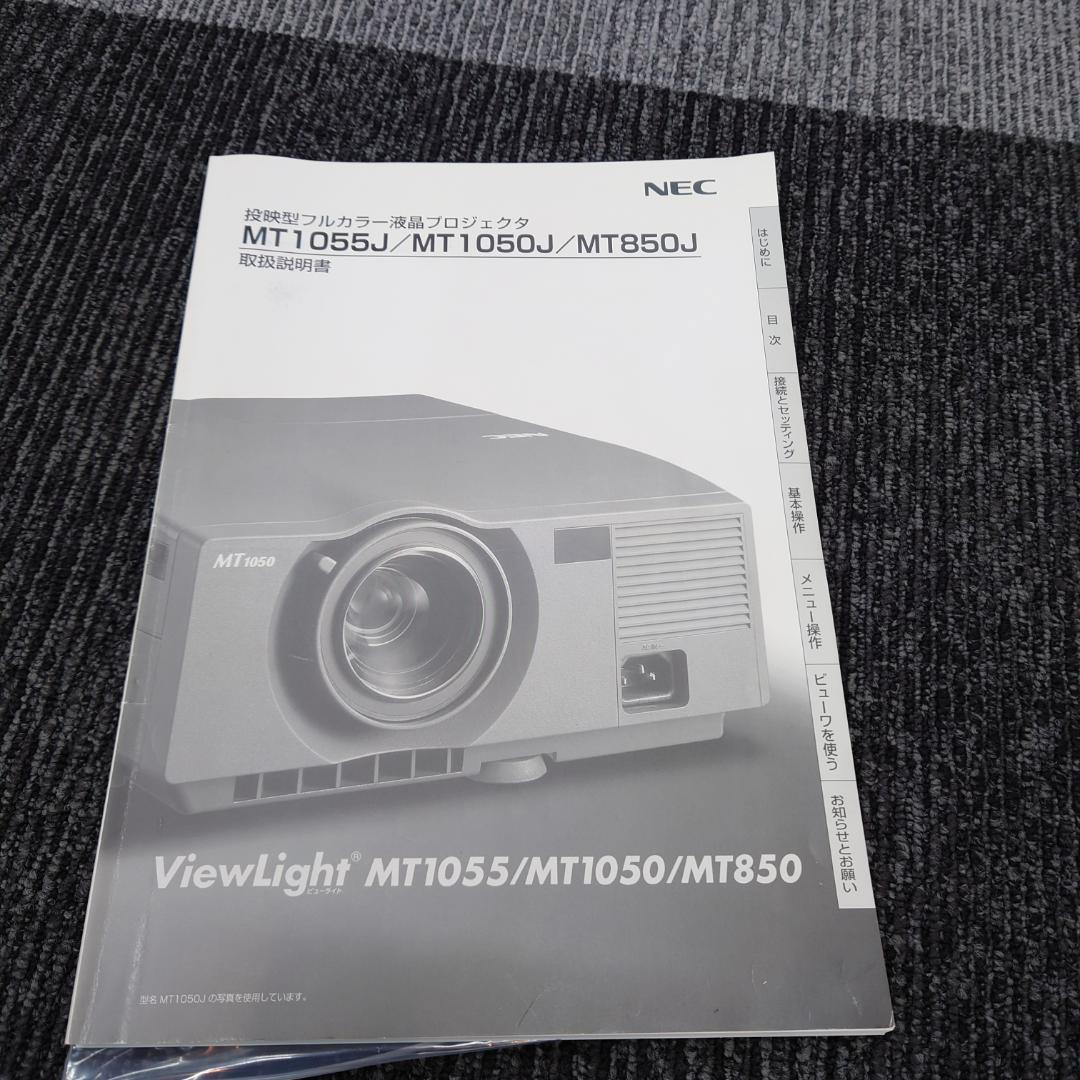 NEC
投映型フルカラー液晶プロジェクタ
MT1055J/MT1050J/MT850J
取扱説明書
はじめに
目次
接続とセッティング
基本操作
メニュー操作
ビューワを使う
お知らせとお願い
NEC
MT1050
ViewLight® MT1055/MT1050/MT850
ビューライト
型名 MT1050J の写真を使用しています。